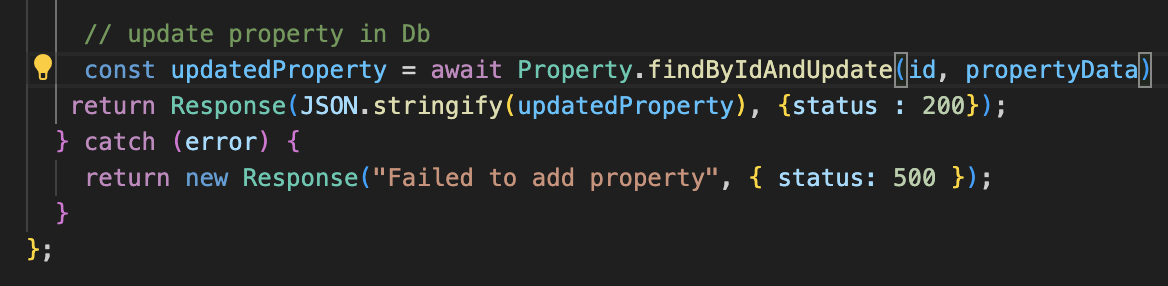 // update property in Db
const updatedProperty = await Property.findByIdAndUpdate(id, propertyData)
return Response(JSON.stringify(updatedProperty), {status : 200});
} catch (error) {
return new Response("Failed to add property", { status: 500 });
}
};